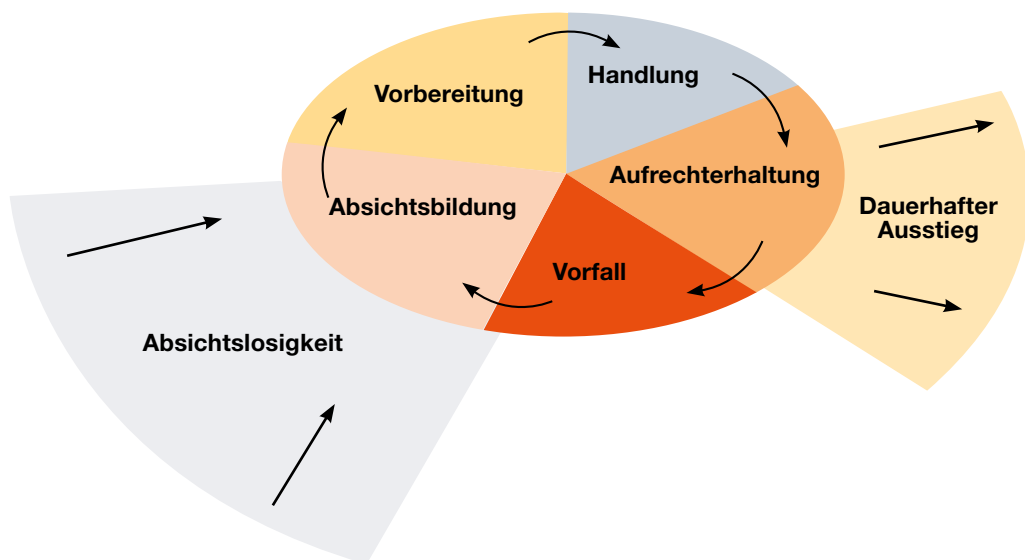 Handlung
Vorbereitung
Aufrechterhaltung
Absichtsbildung
Dauerhafter
Ausstieg
Vorfall
Absichtslosigkeit